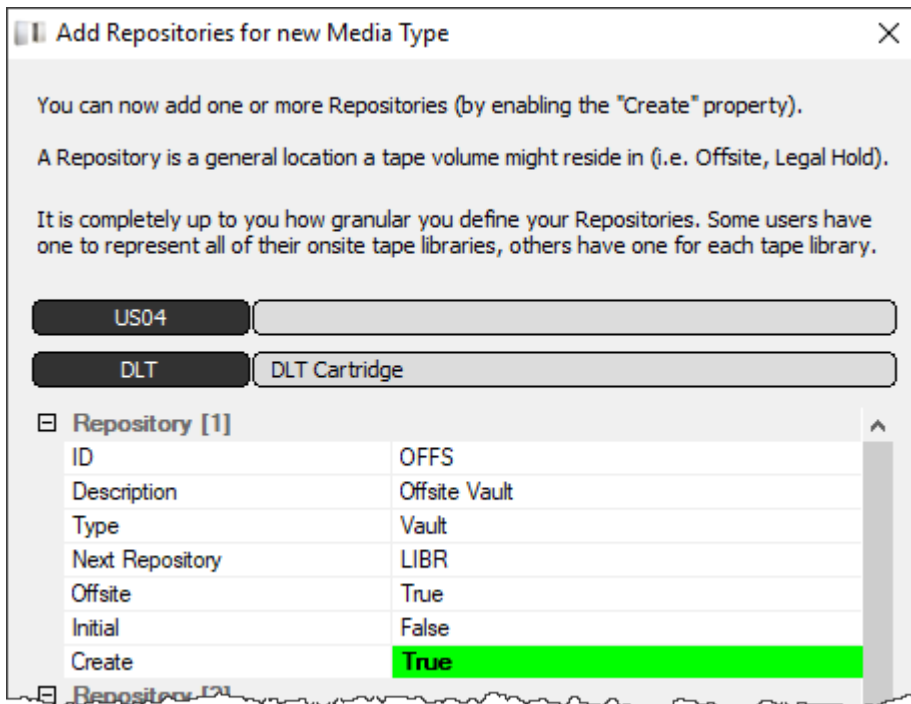 Add Repositories for new Media Type
You can now add one or more Repositories (by enabling the "Create" property).
A Repository is a general location a tape volume might reside in (i.e. Offsite, Legal Hold).
It is completely up to you how granular you define your Repositories. Some users have
one to represent all of their onsite tape libraries, others have one for each tape library.
US04
DLT DLT Cartridge
Repository [1]
ID OFFS
Description Offsite Vault
Type Vault
Next Repository LIBR
Offsite True
Initial False
Create True
Repository [2]